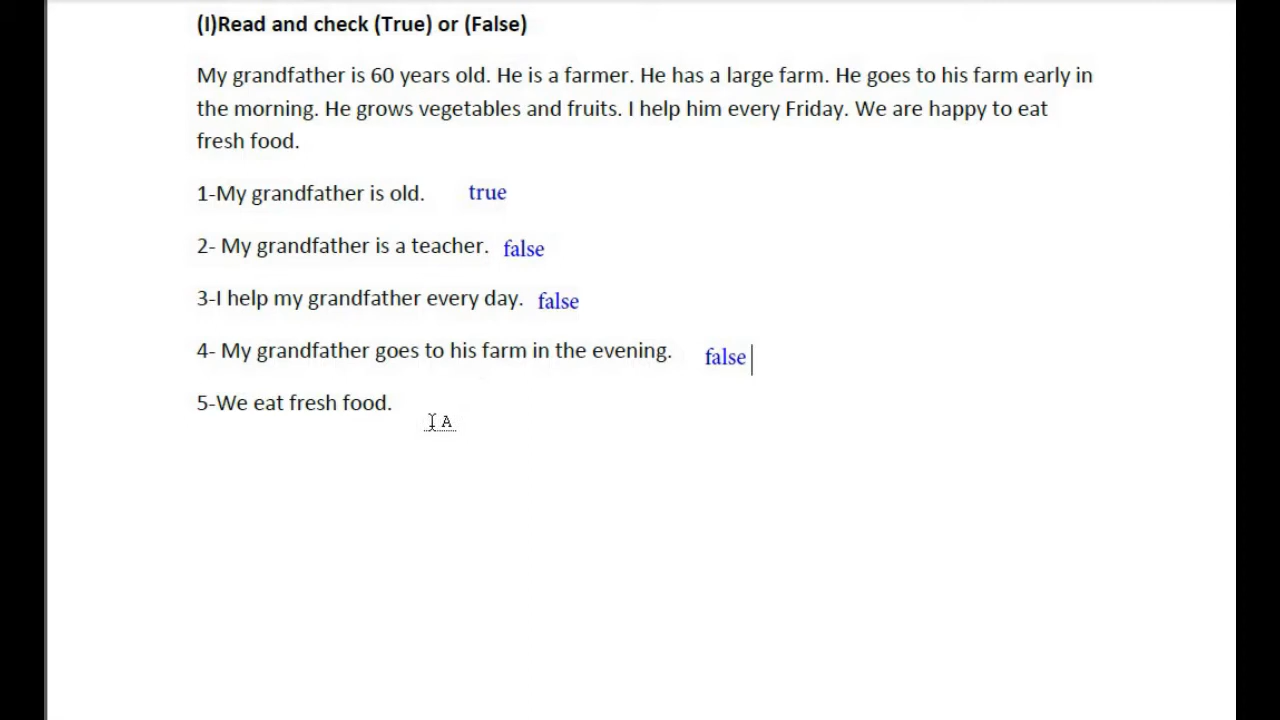 (I)Read and check (True) or (False)
My grandfather is 60 years old. He is a farmer. He has a large farm. He goes to his farm early in
the morning. He grows vegetables and fruits. I help him every Friday. We are happy to eat
fresh food.
1-My grandfather is old. true
2- My grandfather is a teacher. false
3-I help my grandfather every day. false
4- My grandfather goes to his farm in the evening. false
5-We eat fresh food.
A